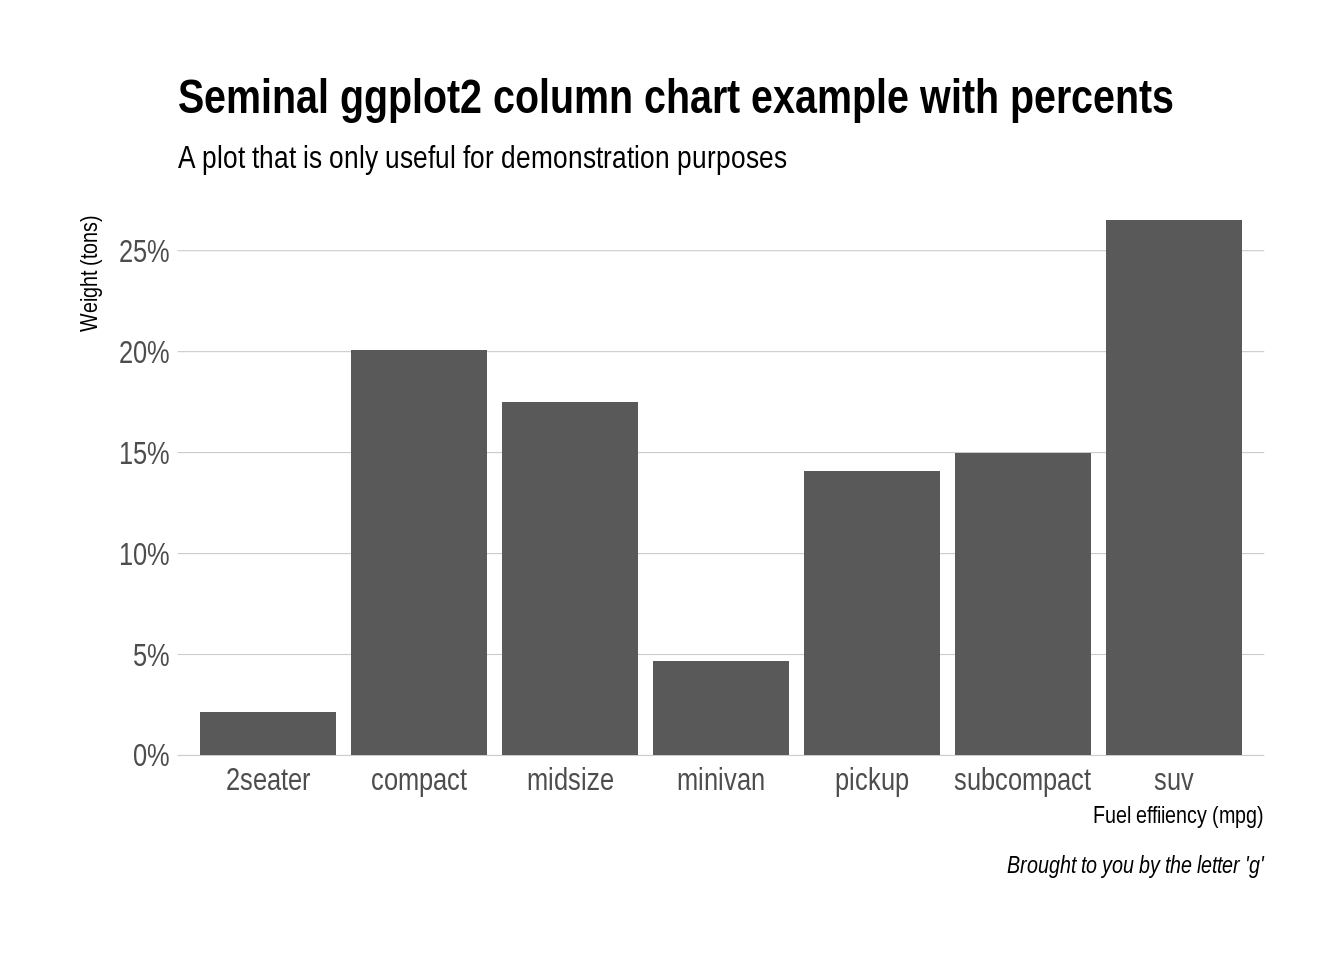 Seminal ggplot2 column chart example with percents
A plot that is only useful for demonstration purposes
Weight (tons)
25%
20%
15%
10%
5%
0%
2seater compact midsize minivan pickup subcompact suv
Fuel effiiency (mpg)
Brought to you by the letter 'g'